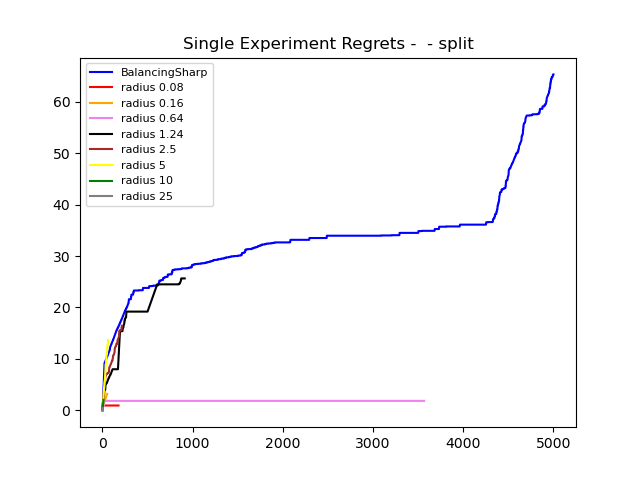 Single Experiment Regrets -  - split
BalancingSharp
radius 0.08
radius 0.16
radius 0.64
radius 1.24
radius 2.5
radius 5
radius 10
radius 25
60
50
40
30
20
10
0
0 1000 2000 3000 4000 5000